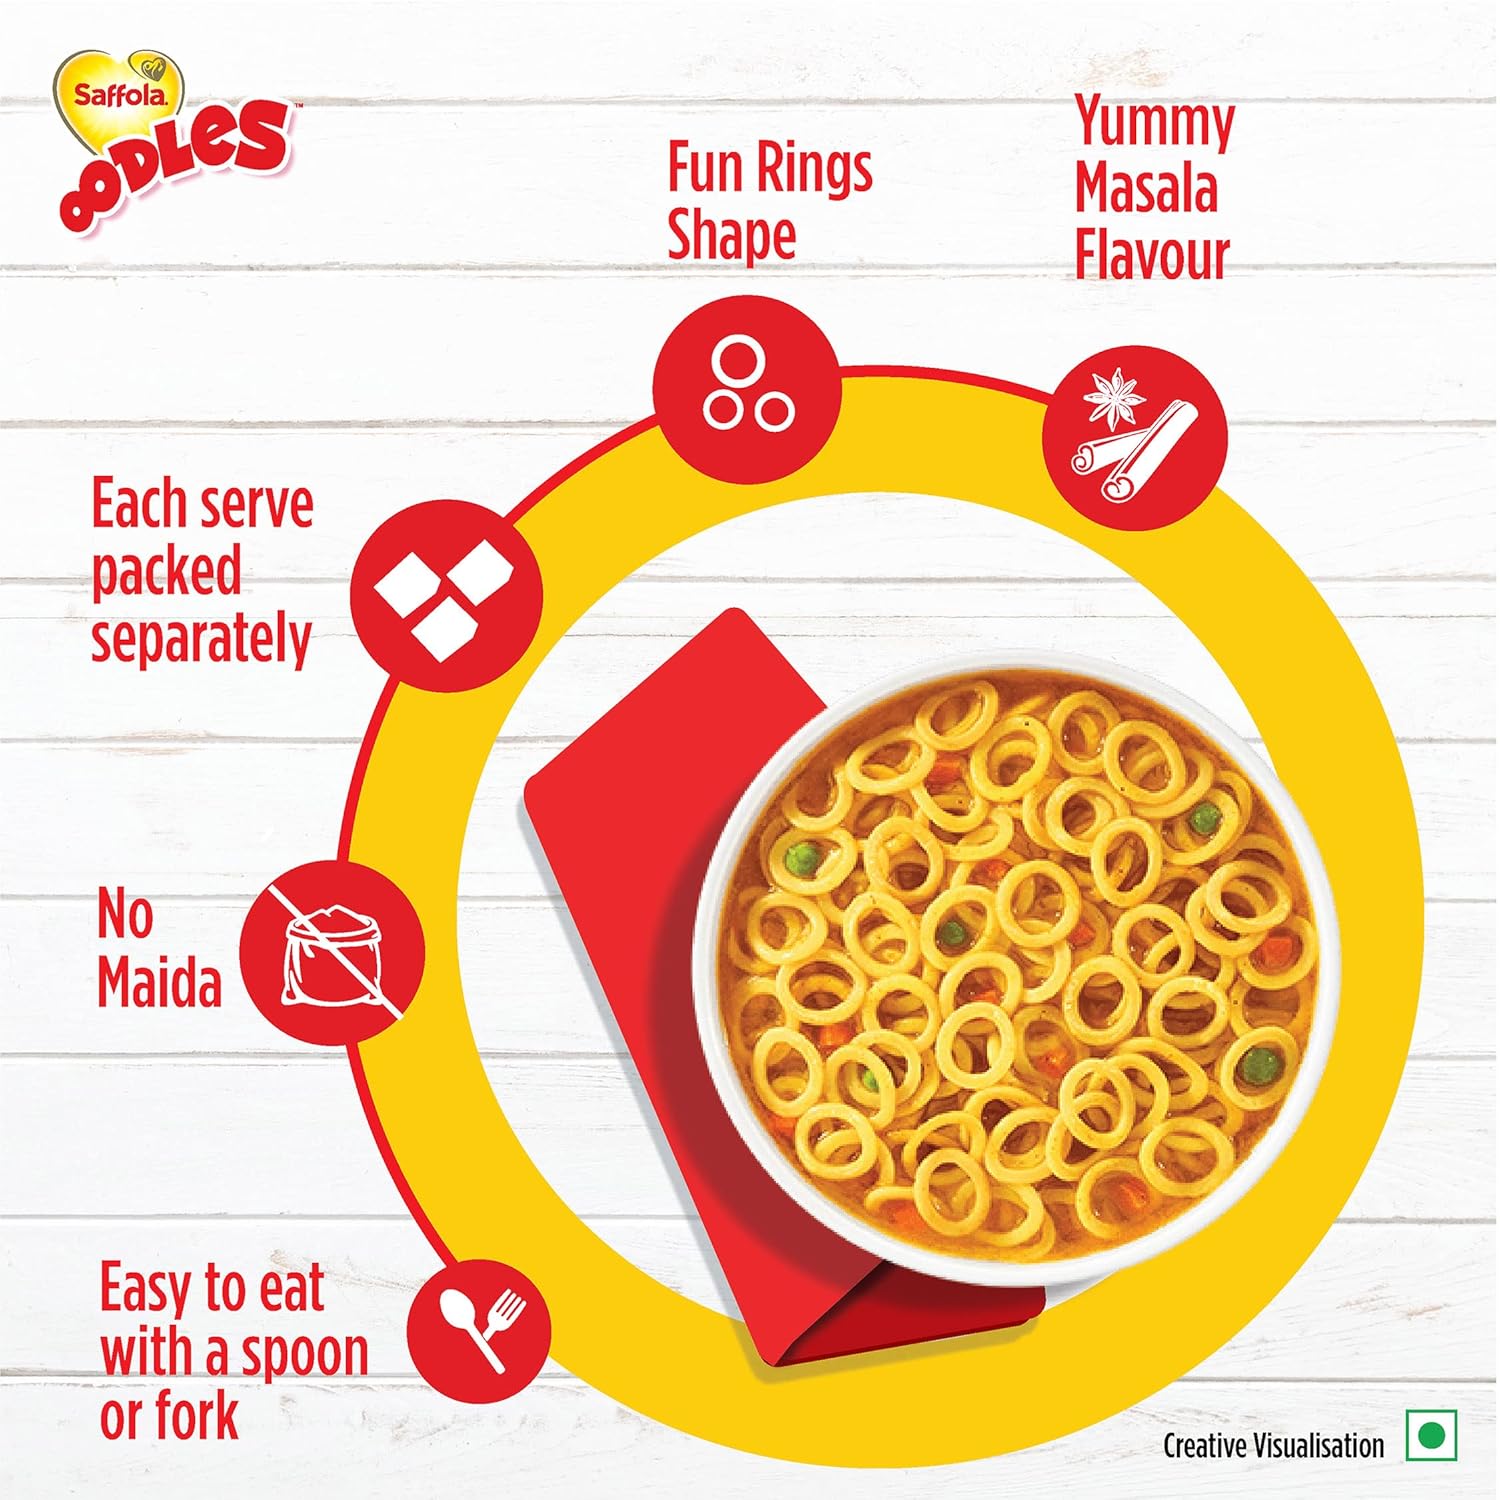 Saffola.
OODLES™
Fun Rings
Shape
Yummy
Masala
Flavour
Each serve
packed
separately
No
Maida
Easy to eat
with a spoon
or fork
Creative Visualisation